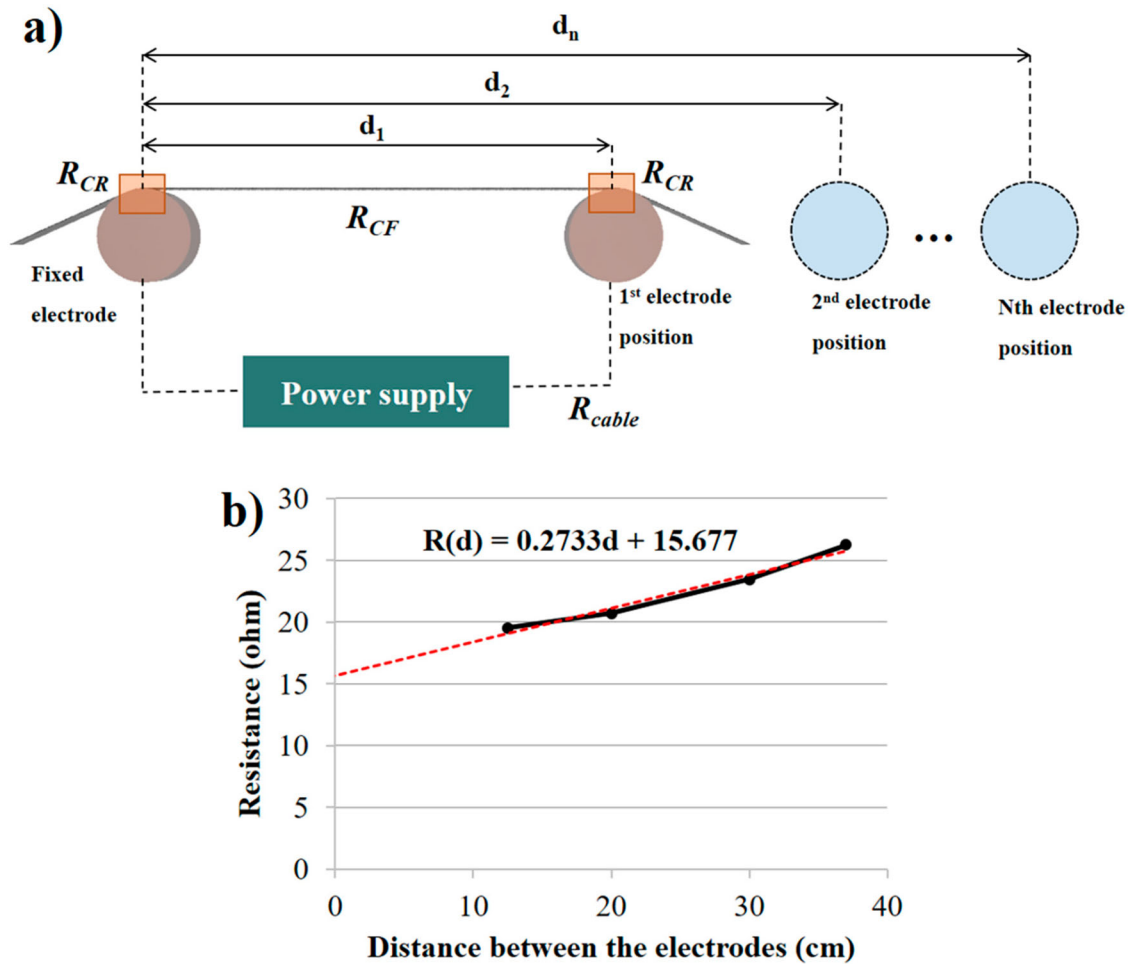 a)
dn
d2
d1
RCR
RCR
RCF
Fixed
electrode
1st electrode
position
2nd electrode
position
...
Nth electrode
position
Power supply
Rcable
b)
R(d) = 0.2733d + 15.677
30
25
20
15
10
5
0
0 10 20 30 40
Resistance (ohm)
Distance between the electrodes (cm)